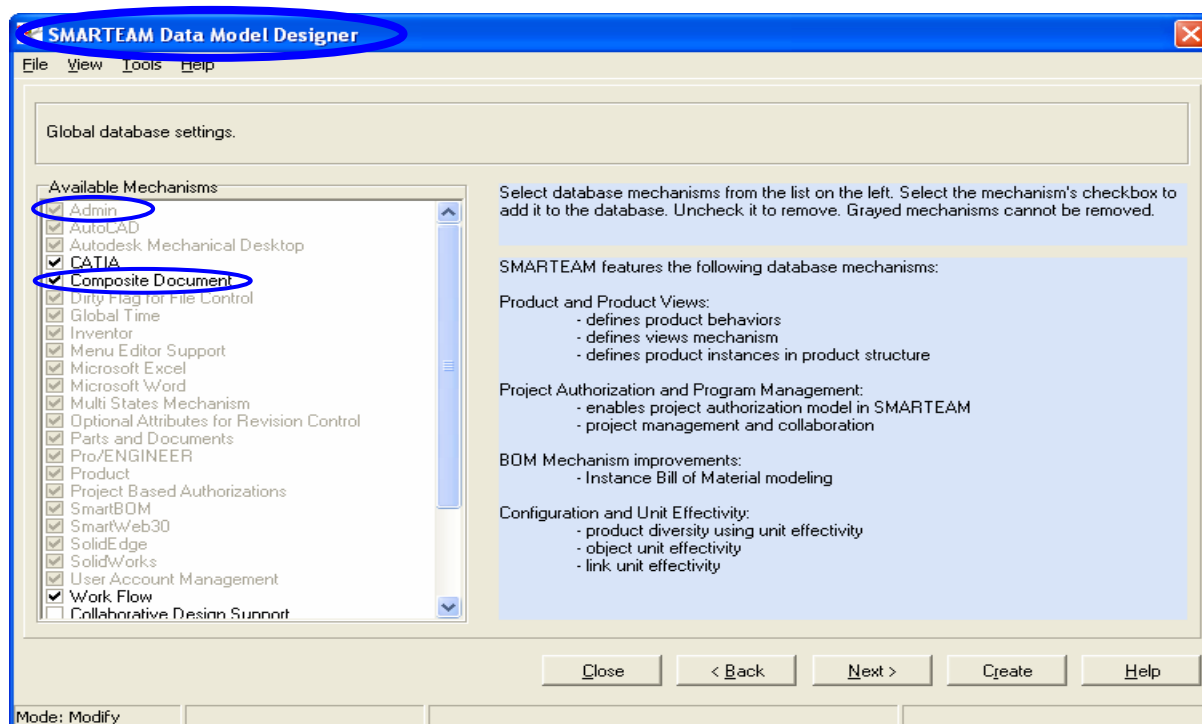 SMARTEAM Data Model Designer
File View Tools Help
Global database settings.
Available Mechanisms
Admin
AutoCAD
Autodesk Mechanical Desktop
CATIA
Composite Document
Dirty Flag for File Control
Global Time
Inventor
Menu Editor Support
Microsoft Excel
Microsoft Word
Multi States Mechanism
Optional Attributes for Revision Control
Parts and Documents
Pro/ENGINEER
Product
Project Based Authorizations
SmartBOM
SmartWeb30
SolidEdge
SolidWorks
User Account Management
Work Flow
Collaborative Design Support
Select database mechanisms from the list on the left. Select the mechanism's checkbox to
add it to the database. Uncheck it to remove. Grayed mechanisms cannot be removed.
SMARTEAM features the following database mechanisms:
Product and Product Views:
- defines product behaviors
- defines views mechanism
- defines product instances in product structure
Project Authorization and Program Management:
- enables project authorization model in SMARTEAM
- project management and collaboration
BOM Mechanism improvements:
- Instance Bill of Material modeling
Configuration and Unit Effectivity:
- product diversity using unit effectivity
- object unit effectivity
- link unit effectivity
Close < Back Next > Create Help
Mode: Modify